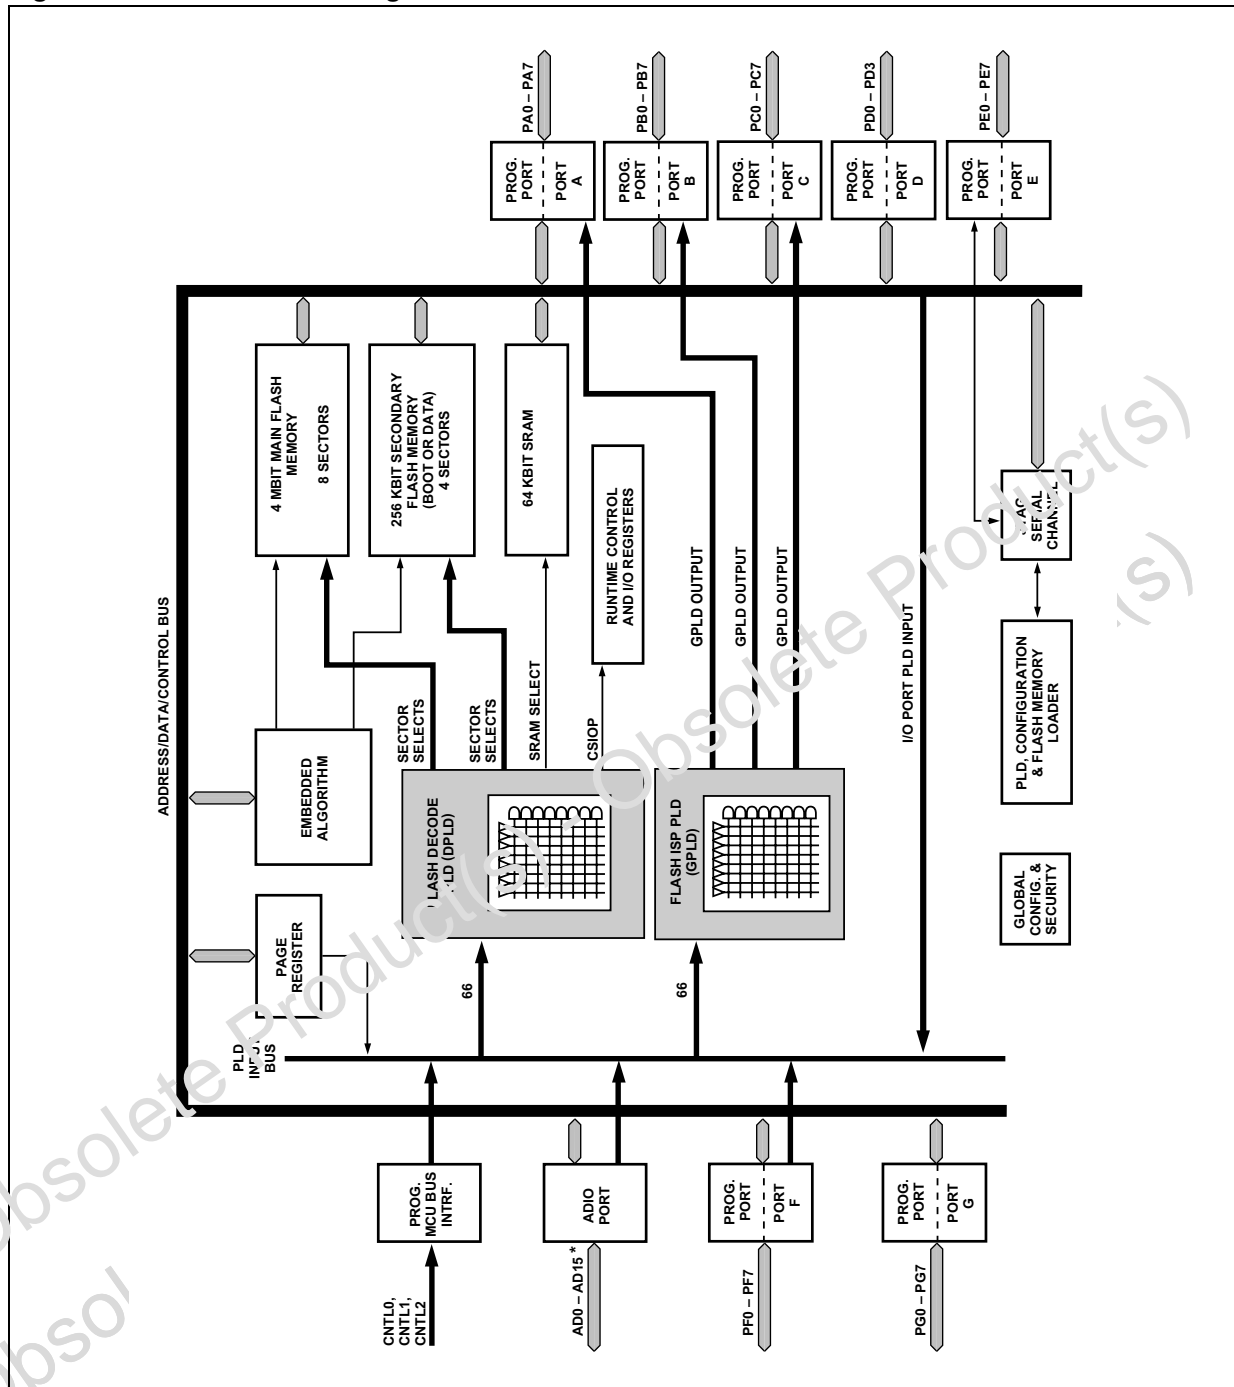 ADDRESS/DATA/CONTROL BUS
PA0 – PA7
PB0 – PB7
PC0 – PC7
PD0 – PD3
PE0 – PE7
PROG.
PORT
PORT
A
PROG.
PORT
PORT
B
PROG.
PORT
PORT
C
PROG.
PORT
PORT
D
PROG.
PORT
PORT
E
4 MBIT MAIN FLASH
MEMORY
8 SECTORS
256 KBIT SECONDARY
FLASH MEMORY
(BOOT OR DATA)
4 SECTORS
64 KBIT SRAM
RUNTIME CONTROL
AND I/O REGISTERS
SERIAL
CHANNEL
EMBEDDED
ALGORITHM
SECTOR
SELECTS
SECTOR
SELECTS
SRAM SELECT
CSIOP
GPLD OUTPUT
GPLD OUTPUT
GPLD OUTPUT
I/O PORT PLD INPUT
PLD, CONFIGURATION
& FLASH MEMORY
LOADER
PAGE
REGISTER
FLASH DECODE
PLD (DPLD)
FLASH ISP PLD
(GPLD)
GLOBAL
CONFIG. &
SECURITY
66
66
PLD
INPUT
BUS
PROG.
MCU BUS
INTRF.
ADIO
PORT
PROG.
PORT
PORT
F
PROG.
PORT
PORT
G
CNTL0,
CNTL1,
CNTL2
AD0 – AD15 *
PF0 – PF7
PG0 – PG7
Obsolete Product(s) - Obsolete Product(s)